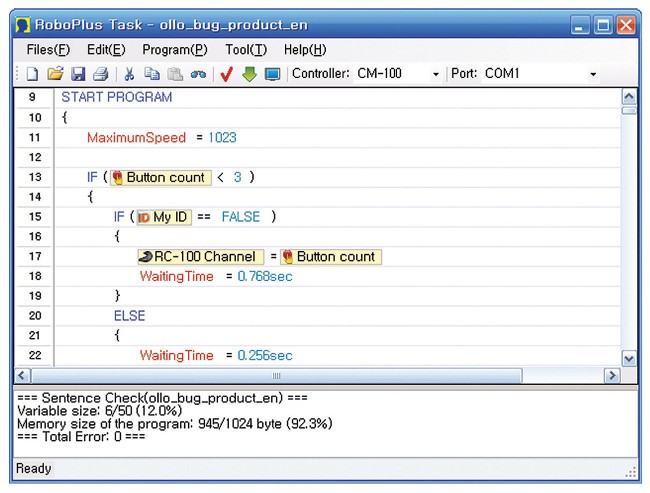 RoboPlus Task - ollo_bug_product_en
Files(F) Edit(E) Program(P) Tool(T) Help(H)
Controller: CM-100 Port: COM1
9 START PROGRAM
10 {
11 MaximumSpeed = 1023
12
13 IF ( Button count < 3 )
14 {
15 IF ( ID My ID == FALSE )
16 {
17 RC-100 Channel = Button count
18 WaitingTime = 0.768sec
19 }
20 ELSE
21 {
22 WaitingTime = 0.256sec
=== Sentence Check(ollo_bug_product_en) ===
Variable size: 6/50 (12.0%)
Memory size of the program: 945/1024 byte (92.3%)
=== Total Error: 0 ===
Ready